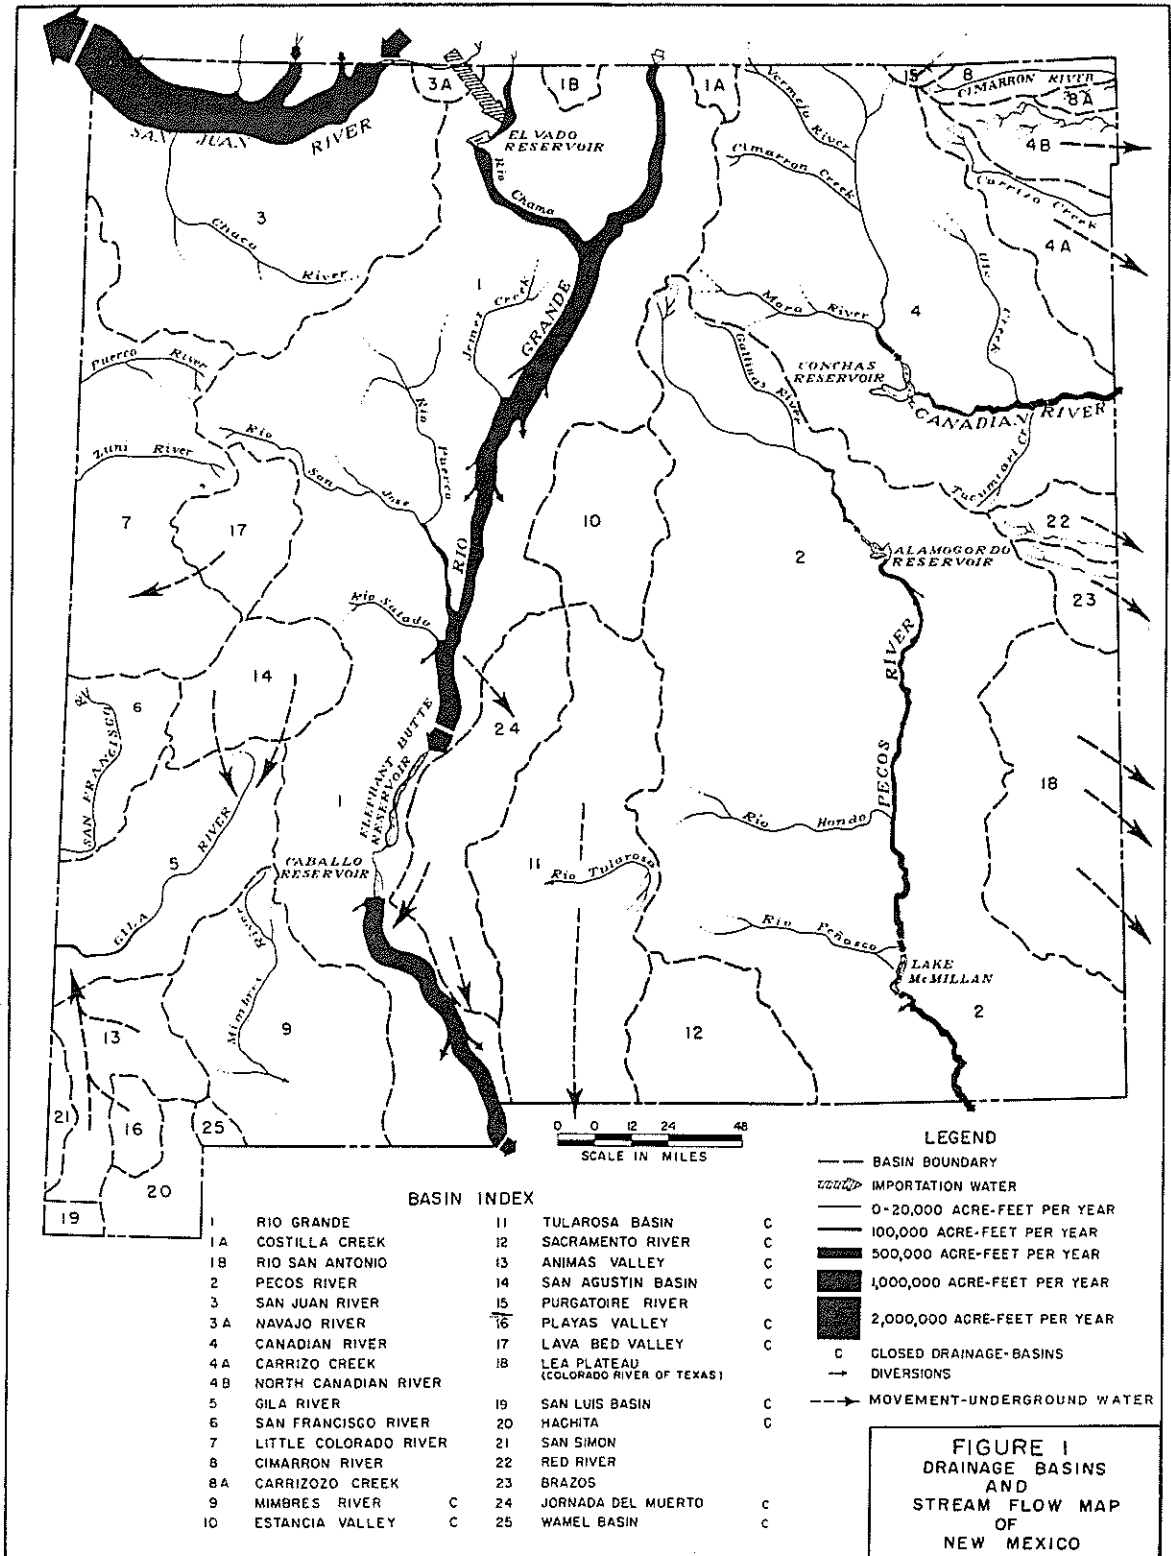 3A
1B
1A
15
8
CIMARRON RIVER
8A
SAN JUAN RIVER
EL VADO
RESERVOIR
Vermejo River
4B
Cimarron Creek
Carrizo Creek
Rio Chama
3
Chaco River
4A
Ute Creek
1
Jemez Creek
RIO GRANDE
Mora River
4
Puerco River
Gallinas River
CONCHAS
RESERVOIR
CANADIAN RIVER
Rio Puerco
Zuni River
Rio San Jose
Tucumcari Cr.
7
17
10
2
22
ALAMOGORDO
RESERVOIR
23
Rio Salado
14
6
SAN FRANCISCO RIV.
24
PECOS RIVER
18
ELEPHANT BUTTE
RESERVOIR
1
Rio Hondo
GILA RIVER
5
CABALLO
RESERVOIR
11
Rio Tularosa
Mimbres River
Rio Peñasco
LAKE
McMILLAN
9
13
12
2
21
16
25
20
19
0 0 12 24 48
SCALE IN MILES
LEGEND
BASIN BOUNDARY
IMPORTATION WATER
0-20,000 ACRE-FEET PER YEAR
100,000 ACRE-FEET PER YEAR
500,000 ACRE-FEET PER YEAR
1,000,000 ACRE-FEET PER YEAR
2,000,000 ACRE-FEET PER YEAR
C CLOSED DRAINAGE-BASINS
DIVERSIONS
MOVEMENT-UNDERGROUND WATER
BASIN INDEX
1 RIO GRANDE
1A COSTILLA CREEK
1B RIO SAN ANTONIO
2 PECOS RIVER
3 SAN JUAN RIVER
3A NAVAJO RIVER
4 CANADIAN RIVER
4A CARRIZO CREEK
4B NORTH CANADIAN RIVER
5 GILA RIVER
6 SAN FRANCISCO RIVER
7 LITTLE COLORADO RIVER
8 CIMARRON RIVER
8A CARRIZOZO CREEK
9 MIMBRES RIVER C
10 ESTANCIA VALLEY C
11 TULAROSA BASIN C
12 SACRAMENTO RIVER C
13 ANIMAS VALLEY C
14 SAN AGUSTIN BASIN C
15 PURGATOIRE RIVER
16 PLAYAS VALLEY C
17 LAVA BED VALLEY C
18 LEA PLATEAU
(COLORADO RIVER OF TEXAS)
19 SAN LUIS BASIN C
20 HACHITA C
21 SAN SIMON
22 RED RIVER
23 BRAZOS
24 JORNADA DEL MUERTO C
25 WAMEL BASIN C
FIGURE 1
DRAINAGE BASINS
AND
STREAM FLOW MAP
OF
NEW MEXICO